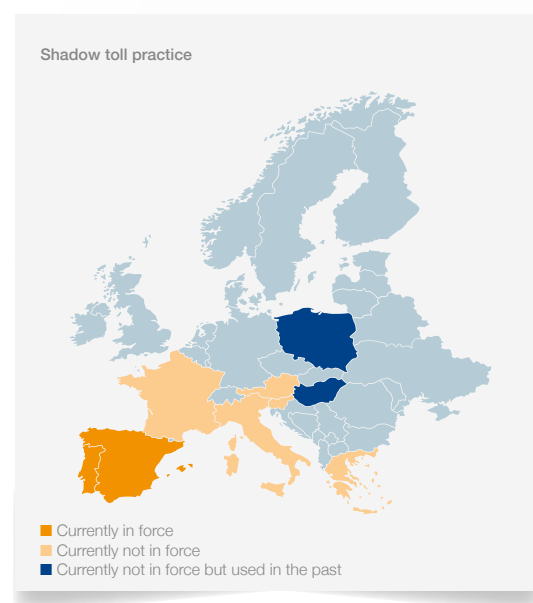 Shadow toll practice
Currently in force
Currently not in force
Currently not in force but used in the past